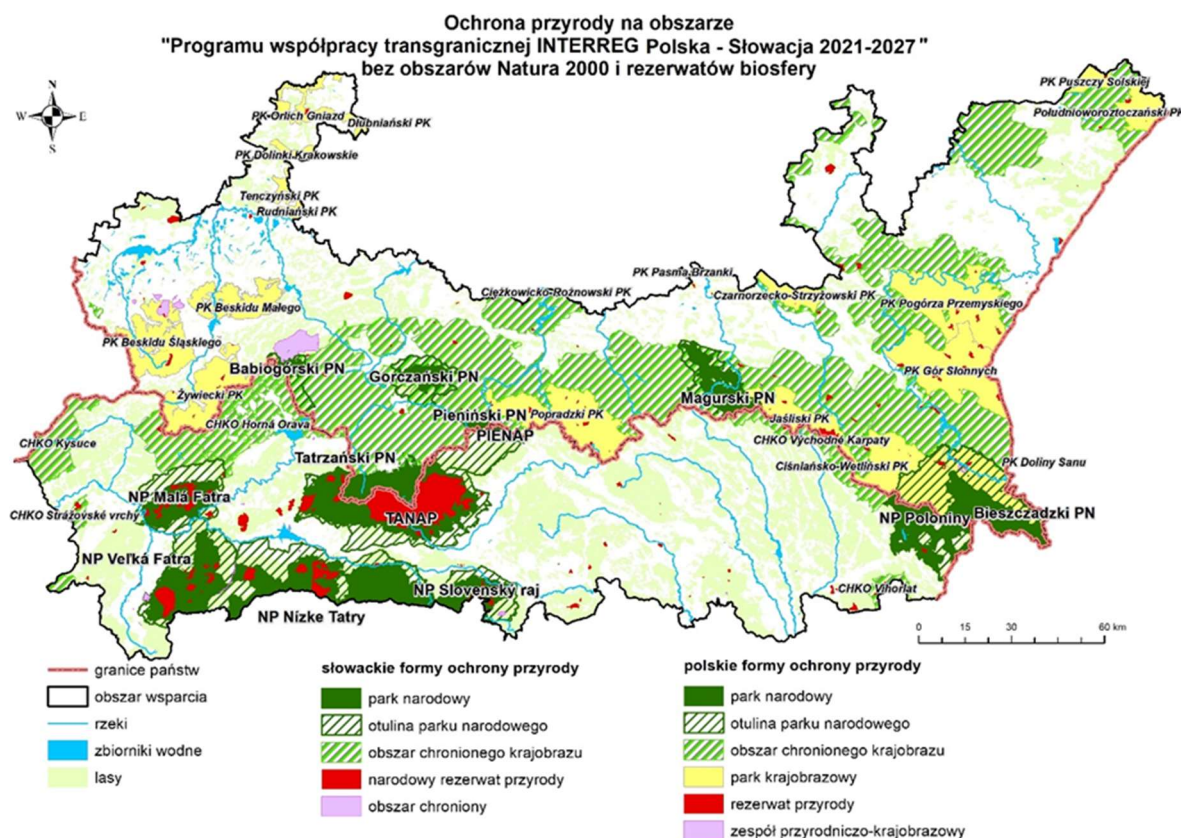 Ochrona przyrody na obszarze
"Programu współpracy transgranicznej INTERREG Polska - Słowacja 2021-2027"
bez obszarów Natura 2000 i rezerwatów biosfery
N
W
E
S
PK Puszczy Solskiej
PK Orlich Gniazd
Dłubniański PK
Południoworoztoczański PK
PK Dolinki Krakowskie
Tenczyński PK
Rudniański PK
PK Pasma Brzanki
Ciężkowicko-Rożnowski PK
Czarnorzecko-Strzyżowski PK
PK Beskidu Małego
PK Pogórza Przemyskiego
PK Beskidu Śląskiego
Babiogórski PN
Gorczański PN
PK Gór Słonnych
Żywiecki PK
Magurski PN
CHKO Horná Orava
Pieniński PN
Popradzki PK
Jaśliski PK
CHKO Kysuce
PIENAP
CHKO Východné Karpaty
Tatrzański PN
Ciśniańsko-Wetliński PK
PK Doliny Sanu
NP Malá Fatra
CHKO Strážovské vrchy
TANAP
NP Poloniny
Bieszczadzki PN
NP Veľká Fatra
NP Slovenský raj
CHKO Vihorlat
NP Nízke Tatry
0 15 30 60 km
granice państw
obszar wsparcia
rzeki
zbiorniki wodne
lasy
słowackie formy ochrony przyrody
park narodowy
otulina parku narodowego
obszar chronionego krajobrazu
narodowy rezerwat przyrody
obszar chroniony
polskie formy ochrony przyrody
park narodowy
otulina parku narodowego
obszar chronionego krajobrazu
park krajobrazowy
rezerwat przyrody
zespół przyrodniczo-krajobrazowy